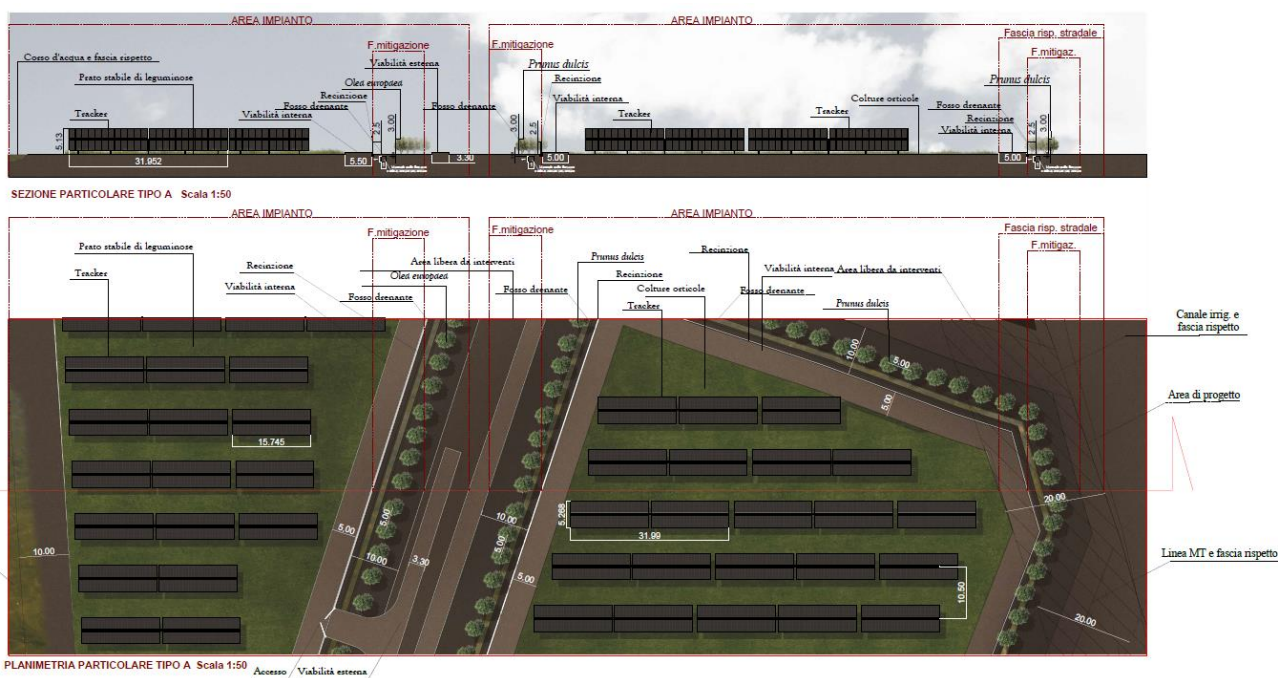 AREA IMPIANTO
AREA IMPIANTO
Fascia risp. stradale
F.mitigazione
F.mitigazione
F.mitigaz.
Corso d'acqua e fascia rispetto
Viabilità esterna
Prunus dulcis
Prato stabile di leguminose
Olea europaea
Recinzione
Prunus dulcis
Recinzione
Fosso drenante
Fosso drenante
Viabilità interna
Colture orticole
Fosso drenante
Tracker
Viabilità interna
Tracker
Tracker
Recinzione
Viabilità interna
5.13
2.5
3.00
3.00
2.5
2.5
3.00
31.952
5.50
3.30
5.00
5.00
SEZIONE PARTICOLARE TIPO A Scala 1:50
AREA IMPIANTO
AREA IMPIANTO
Fascia risp. stradale
F.mitigazione
F.mitigazione
F.mitigaz.
Prato stabile di leguminose
Recinzione
Prunus dulcis
Tracker
Recinzione
Area libera da interventi
Recinzione
Viabilità interna
Area libera da interventi
Olea europaea
Viabilità interna
Fosso drenante
Fosso drenante
Colture orticole
Fosso drenante
Tracker
Prunus dulcis
Canale irrig. e
fascia rispetto
10.00
5.00
Area di progetto
5.00
15.745
20.00
5.268
31.99
5.00
5.00
10.00
10.00
3.30
5.00
10.00
5.00
Linea MT e fascia rispetto
10.50
20.00
PLANIMETRIA PARTICOLARE TIPO A Scala 1:50
Accesso
Viabilità esterna